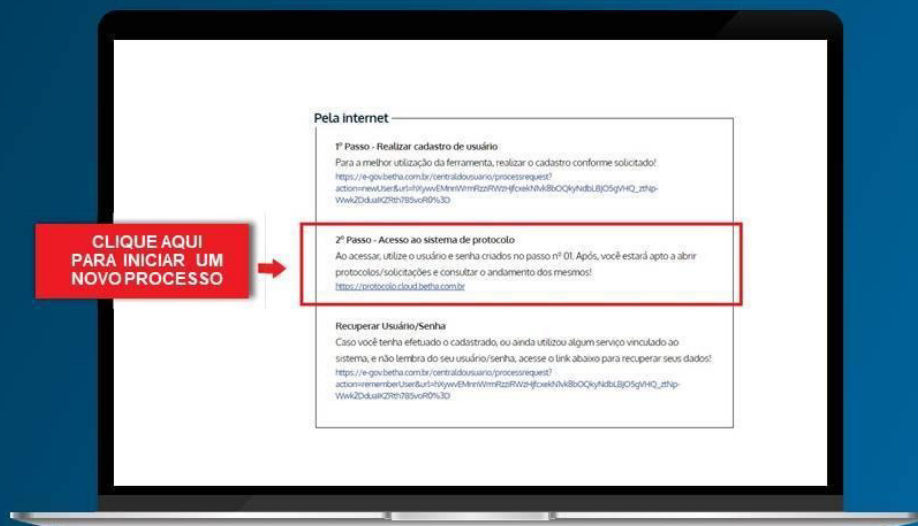 Pela internet
1º Passo - Realizar cadastro de usuário
Para a melhor utilização da ferramenta, realizar o cadastro conforme solicitado!
https://e-gov.betha.com.br/centraldousuario/processrequest?
CLIQUE AQUI
PARA INICIAR UM
NOVO PROCESSO
2º Passo - Acesso ao sistema de protocolo
Ao acessar, utilize o usuário e senha criados no passo nº 01. Após, você estará apto a abrir
protocolos/solicitações e consultar o andamento dos mesmos!
https://protocolo.cloud.betha.com.br
Recuperar Usuário/Senha
Caso você tenha efetuado o cadastrado, ou ainda utilizou algum serviço vinculado ao
sistema, e não lembra do seu usuário/senha, acesse o link abaixo para recuperar seus dados!
https://e-gov.betha.com.br/centraldousuario/processrequest?